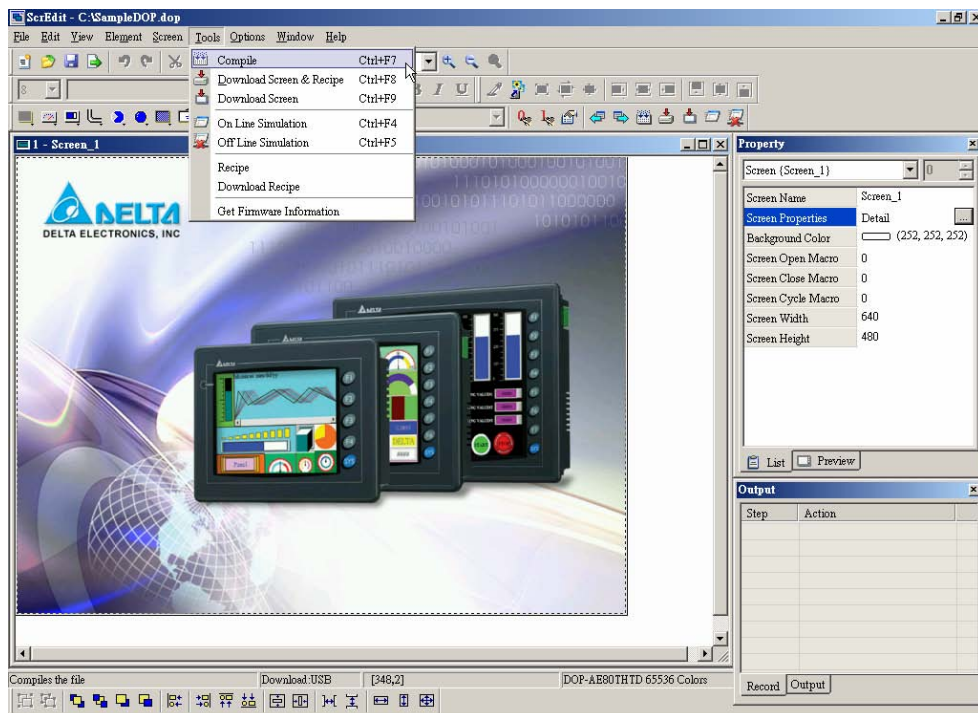 ScrEdit - C:\SampleDOP.dop
File Edit View Element Screen Tools Options Window Help
Compile Ctrl+F7
Download Screen & Recipe Ctrl+F8
Download Screen Ctrl+F9
On Line Simulation Ctrl+F4
Off Line Simulation Ctrl+F5
Recipe
Download Recipe
Get Firmware Information
8
I U
1 - Screen_1
DELTA
DELTA ELECTRONICS, INC
Property
Screen {Screen_1} 0
Screen Name Screen_1
Screen Properties Detail ...
Background Color (252, 252, 252)
Screen Open Macro 0
Screen Close Macro 0
Screen Cycle Macro 0
Screen Width 640
Screen Height 480
List Preview
Output
Step Action
Record Output
Compiles the file Download:USB [348,2] DOP-AE80THTD 65536 Colors